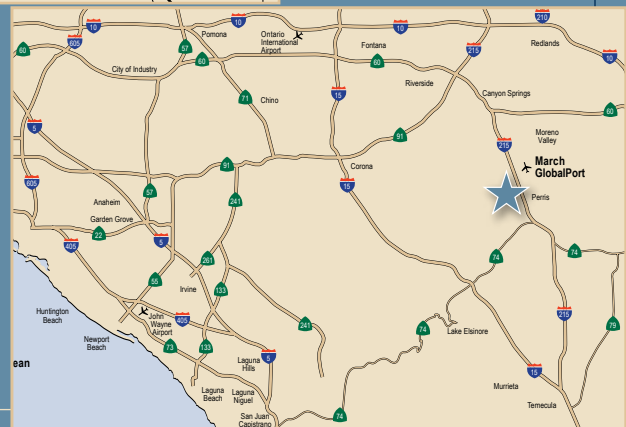 210
10
10
10
605
Pomona
Ontario
International
Airport
Fontana
Redlands
60
57
60
60
215
10
City of Industry
Riverside
Canyon Springs
71
Chino
15
60
5
91
215
Moreno
Valley
March
GlobalPort
91
Corona
605
57
15
Perris
Anaheim
241
Garden Grove
22
405
5
74
74
261
55
Irvine
133
Huntington
Beach
John
Wayne
Airport
405
241
215
79
Newport
Beach
73
133
74
Lake Elsinore
ean
Laguna
Hills
5
15
Laguna
Beach
Laguna
Niguel
Murrieta
Temecula
San Juan
Capistrano
74